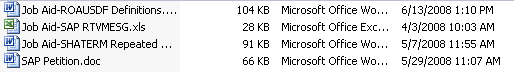 Job Aid-ROAUSDF Definitions.... 104 KB Microsoft Office Wo... 6/13/2008 1:10 PM
Job Aid-SAP RTVMESG.xls 28 KB Microsoft Office Exc... 4/3/2008 10:03 AM
Job Aid-SHATERM Repeated ... 91 KB Microsoft Office Wo... 5/7/2008 11:55 AM
SAP Petition.doc 66 KB Microsoft Office Wo... 5/29/2008 11:07 AM